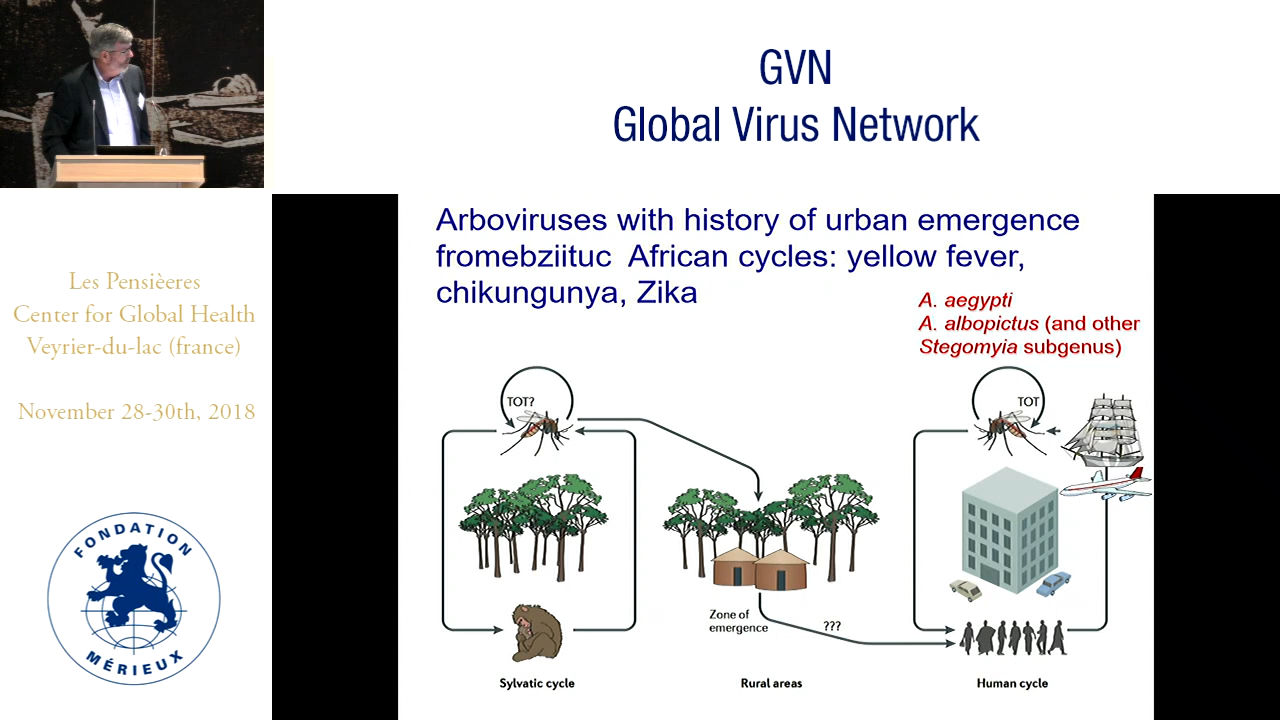 GVN
Global Virus Network
Les Pensièeres
Center for Global Health
Veyrier-du-lac (france)
November 28-30th, 2018
FONDATION
MÉRIEUX
Arboviruses with history of urban emergence
fromebziituc African cycles: yellow fever,
chikungunya, Zika
A. aegypti
A. albopictus (and other
Stegomyia subgenus)
TOT?
TOT
Zone of
emergence
???
Sylvatic cycle
Rural areas
Human cycle